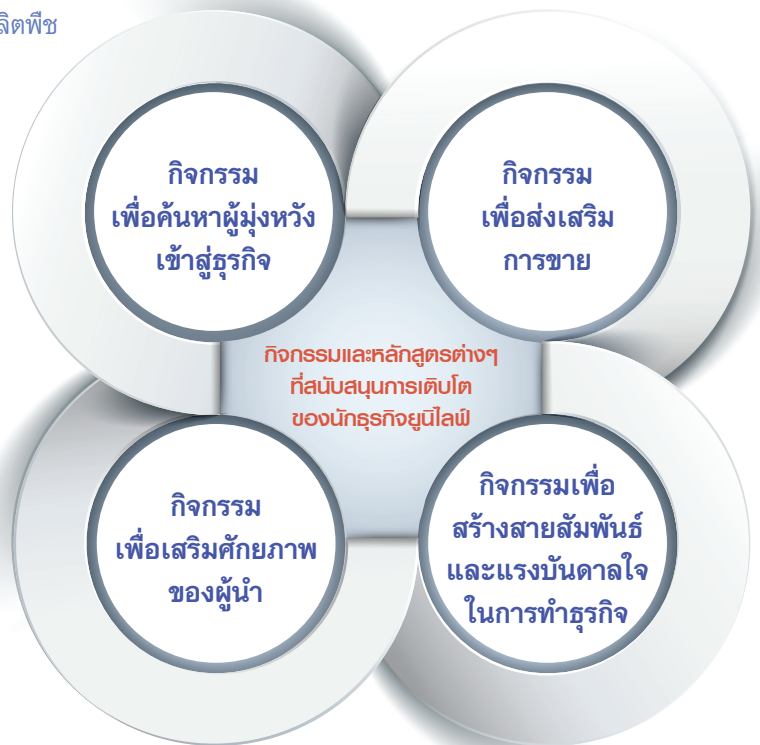 ลิตพืช
กิจกรรม
เพื่อค้นหาผู้มุ่งหวัง
เข้าสู่ธุรกิจ
กิจกรรม
เพื่อส่งเสริม
การขาย
กิจกรรมและหลักสูตรต่างๆ
ที่สนับสนุนการเติบโต
ของนักธุรกิจยูนิไลฟ์
กิจกรรม
เพื่อเสริมศักยภาพ
ของผู้นำ
กิจกรรมเพื่อ
สร้างสายสัมพันธ์
และแรงบันดาลใจ
ในการทำธุรกิจ